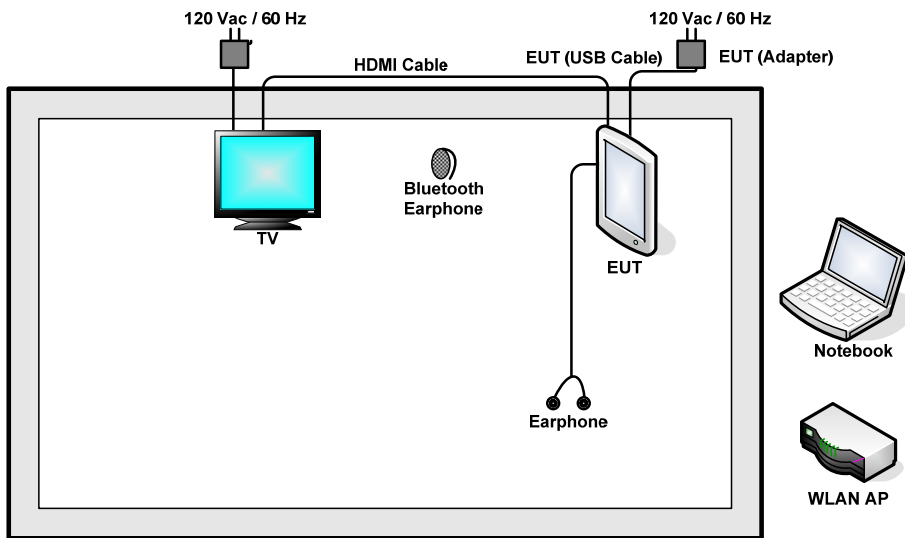 120 Vac / 60 Hz
120 Vac / 60 Hz
HDMI Cable
EUT (USB Cable)
EUT (Adapter)
Bluetooth
Earphone
TV
EUT
Notebook
Earphone
WLAN AP